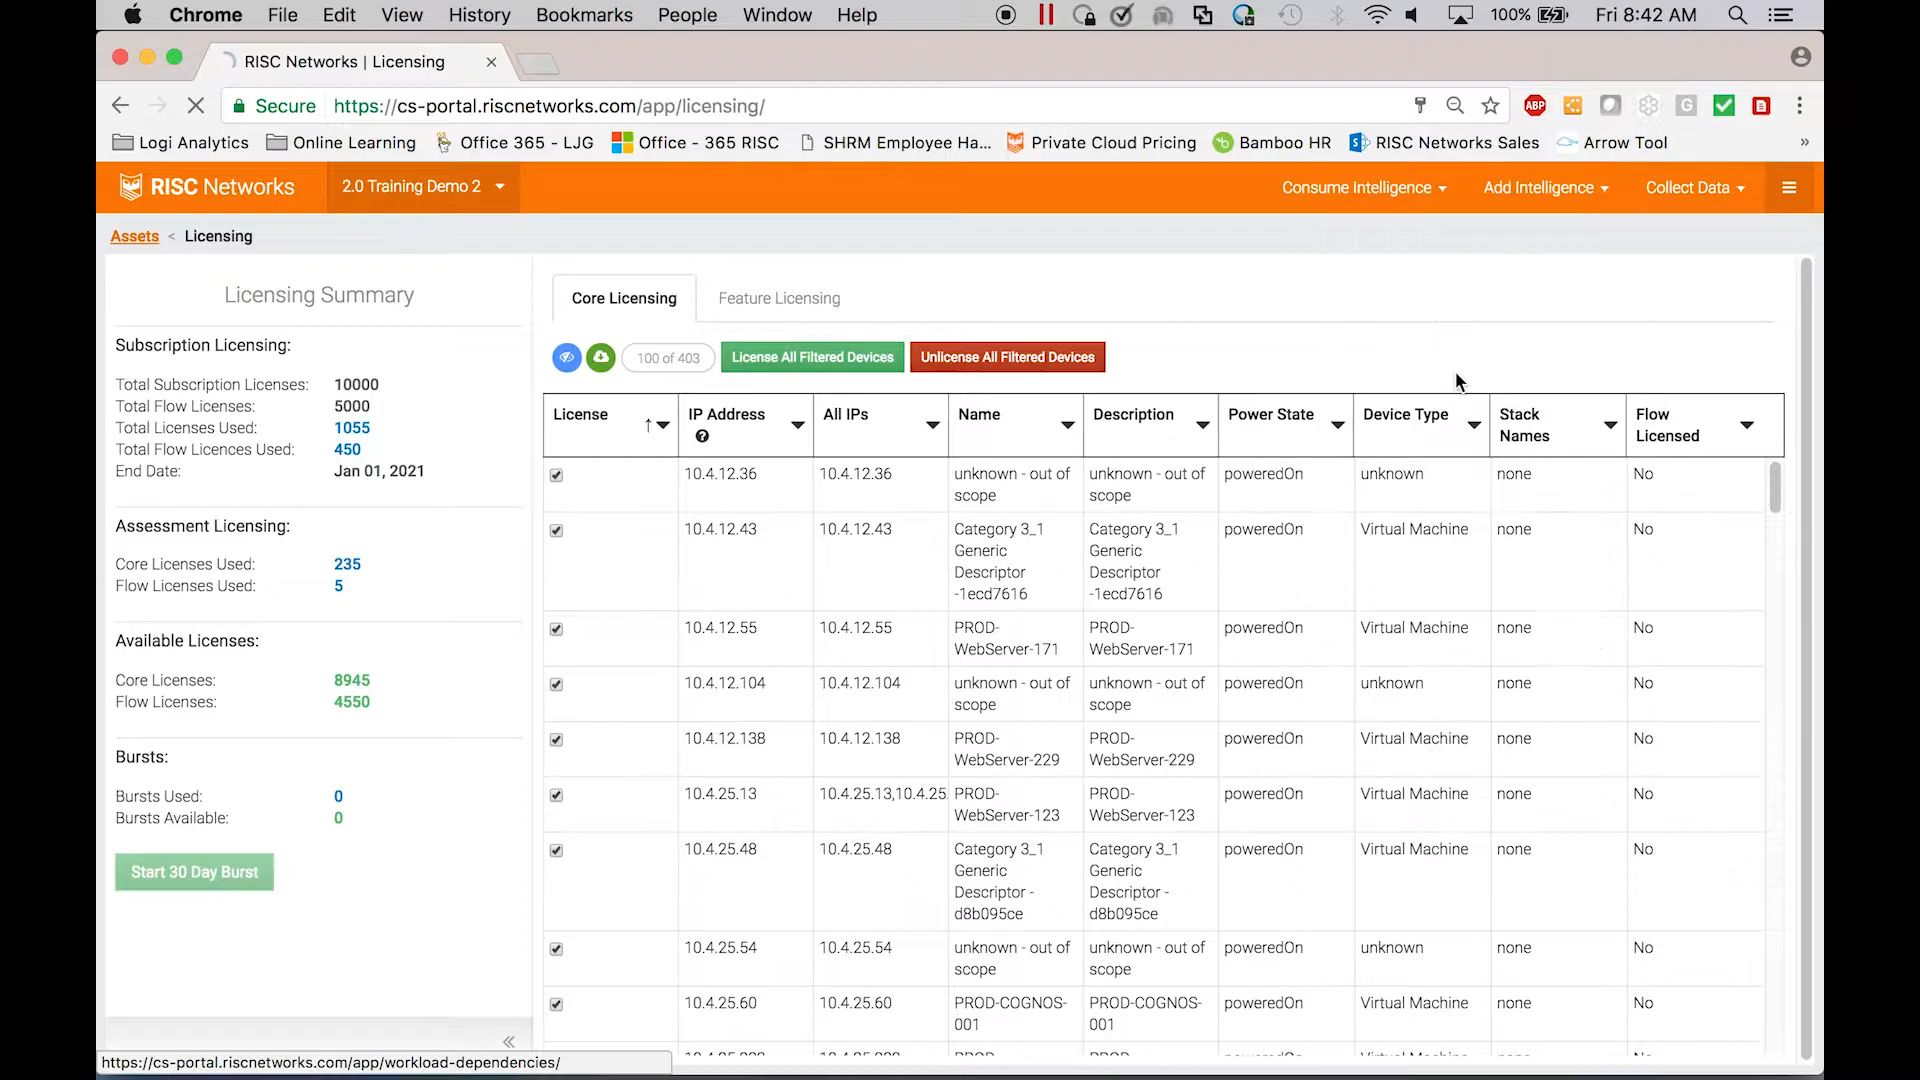 Chrome File Edit View History Bookmarks People Window Help 100% Fri 8:42 AM
RISC Networks | Licensing
Secure https://cs-portal.riscnetworks.com/app/licensing/ ABP G
Logi Analytics Online Learning Office 365 - LJG Office - 365 RISC SHRM Employee Ha... Private Cloud Pricing Bamboo HR RISC Networks Sales Arrow Tool »
RISC Networks 2.0 Training Demo 2 Consume Intelligence Add Intelligence Collect Data
Assets < Licensing
Licensing Summary
Subscription Licensing:
Total Subscription Licenses: 10000
Total Flow Licenses: 5000
Total Licenses Used: 1055
Total Flow Licences Used: 450
End Date: Jan 01, 2021
Assessment Licensing:
Core Licenses Used: 235
Flow Licenses Used: 5
Available Licenses:
Core Licenses: 8945
Flow Licenses: 4550
Bursts:
Bursts Used: 0
Bursts Available: 0
Start 30 Day Burst
«
https://cs-portal.riscnetworks.com/app/workload-dependencies/
Core Licensing Feature Licensing
100 of 403 License All Filtered Devices Unlicense All Filtered Devices
License ↑ IP Address All IPs Name Description Power State Device Type Stack Names Flow Licensed
10.4.12.36 10.4.12.36 unknown - out of scope unknown - out of scope poweredOn unknown none No
10.4.12.43 10.4.12.43 Category 3_1 Generic Descriptor -1ecd7616 Category 3_1 Generic Descriptor -1ecd7616 poweredOn Virtual Machine none No
10.4.12.55 10.4.12.55 PROD-WebServer-171 PROD-WebServer-171 poweredOn Virtual Machine none No
10.4.12.104 10.4.12.104 unknown - out of scope unknown - out of scope poweredOn unknown none No
10.4.12.138 10.4.12.138 PROD-WebServer-229 PROD-WebServer-229 poweredOn Virtual Machine none No
10.4.25.13 10.4.25.13,10.4.25. PROD-WebServer-123 PROD-WebServer-123 poweredOn Virtual Machine none No
10.4.25.48 10.4.25.48 Category 3_1 Generic Descriptor - d8b095ce Category 3_1 Generic Descriptor - d8b095ce poweredOn Virtual Machine none No
10.4.25.54 10.4.25.54 unknown - out of scope unknown - out of scope poweredOn unknown none No
10.4.25.60 10.4.25.60 PROD-COGNOS-001 PROD-COGNOS-001 poweredOn Virtual Machine none No